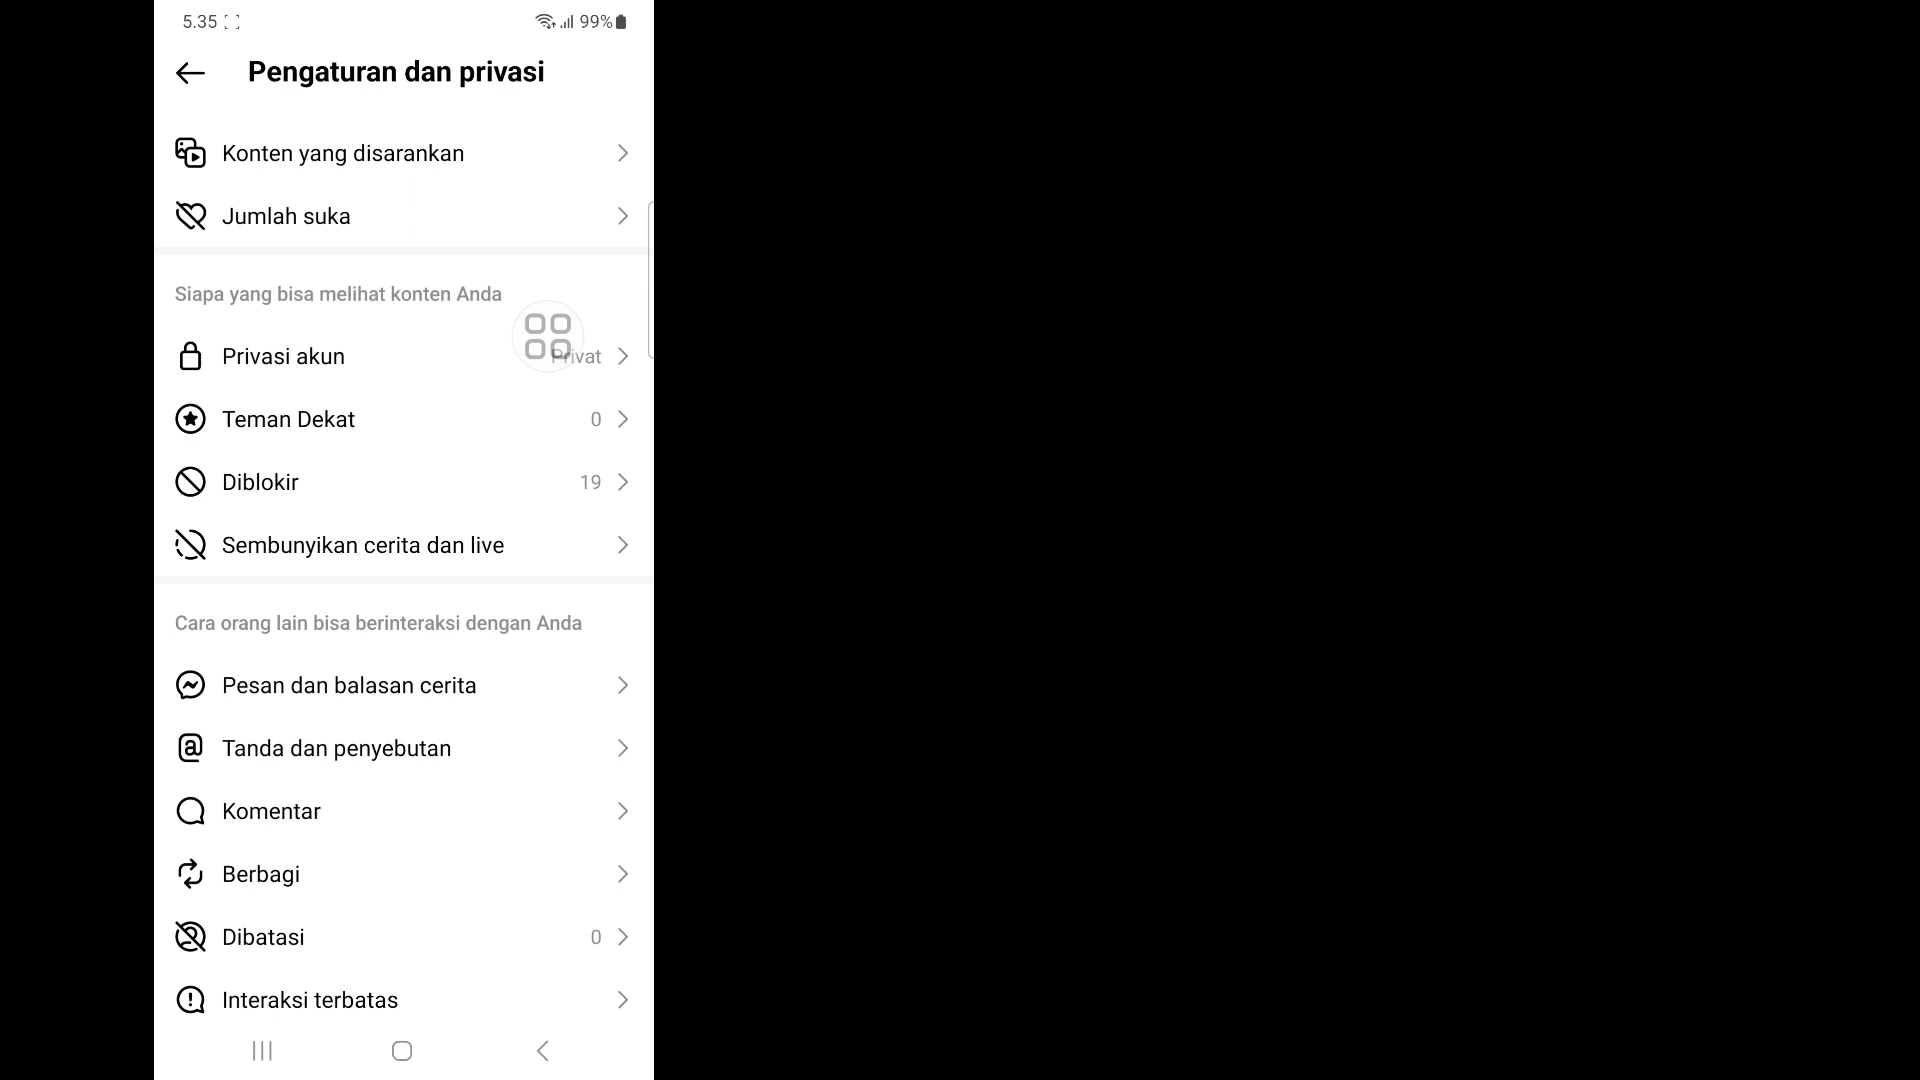 5.35 99%
Pengaturan dan privasi
Konten yang disarankan
Jumlah suka
Siapa yang bisa melihat konten Anda
Privasi akun Privat
Teman Dekat 0
Diblokir 19
Sembunyikan cerita dan live
Cara orang lain bisa berinteraksi dengan Anda
Pesan dan balasan cerita
Tanda dan penyebutan
Komentar
Berbagi
Dibatasi 0
Interaksi terbatas